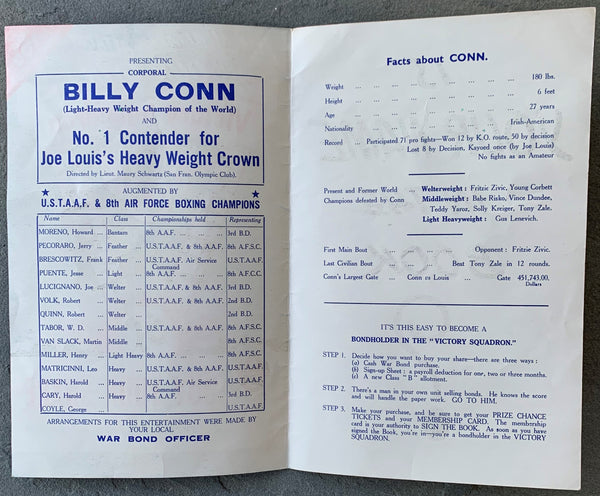 PRESENTING
CORPORAL
BILLY CONN
(Light-Heavy Weight Champion of the World)
and
No. 1 Contender for
Joe Louis's Heavy Weight Crown
Directed by Lieut. Maury Schwartz (San Fran. Olympic Club).
AUGMENTED BY
★ U.S.T.A.A.F. & 8th AIR FORCE BOXING CHAMPIONS ★
Name Class Championships held Representing
MORENO, Howard ... Bantam 8th A.A.F. ... ... ... 3rd B.D.
PECORARO, Jerry ... Feather U.S.T.A.A.F. & 8th A.A.F. 8th A.F.S.C.
BRESCOWITZ, Frank Feather U.S.T.A.A.F. Air Service Command U.S.T.A.A.F.
PUENTE, Jesse ... Light 8th A.A.F. ... ... ... 8th A.F.C.C.
LUCIGNANO, Joe ... Welter U.S.T.A.A.F. & 8th A.A.F. 3rd B.D.
VOLK, Robert ... Welter U.S.T.A.A.F. & 8th A.A.F. 2nd B.D.
QUINN, Robert ... Welter 2nd B.D.
TABOR, W. D. ... Middle U.S.T.A.A.F. & 8th A.A.F. 8th A.F.S.C.
VAN SLACK, Martin Middle 8th A.F.S.C.
MILLER, Henry ... Light Heavy 8th A.A.F. ... ... ... 8th A.F.S.C.
MATRICINNI, Leo ... Heavy U.S.T.A.A.F. & 8th A.A.F. U.S.T.A.A.F.
BASKIN, Harold ... Heavy U.S.T.A.A.F. Air Service Command U.S.T.A.A.F.
CARY, Harold ... Heavy 8th A.A.F. ... ... ... 3rd B.D.
COYLE, George ... U.S.T.A.A.F.
ARRANGEMENTS FOR THIS ENTERTAINMENT WERE MADE BY
YOUR LOCAL
WAR BOND OFFICER
Facts about CONN.
Weight ... ... ... ... ... ... ... ... 180 lbs.
Height ... ... ... ... ... ... ... ... 6 feet
Age ... ... ... ... ... ... ... ... 27 years
Nationality ... ... ... ... ... ... ... Irish-American
Record ... Participated 71 pro fights—Won 12 by K.O. route, 50 by decision
Lost 8 by Decision, Kayoed once (by Joe Louis)
No fights as an Amateur
Present and Former World Welterweight : Fritzie Zivic, Young Corbett
Champions defeated by Conn Middleweight : Babe Risko, Vince Dundee,
Teddy Yaroz, Solly Kreiger, Tony Zale.
Light Heavyweight : Gus Lenevich.
First Main Bout ... ... ... ... Opponent : Fritzie Zivic.
Last Civilian Bout ... ... ... Beat Tony Zale in 12 rounds.
Conn's Largest Gate ... Conn vs Louis ... Gate 451,743.00
Dollars
IT'S THIS EASY TO BECOME A
BONDHOLDER IN THE "VICTORY SQUADRON."
STEP 1. Decide how you want to buy your share—there are three ways :
(a) Cash War Bond purchase.
(b) Sign-up Sheet : a payroll deduction for one, two or three months.
(c) A new Class "B" allotment.
STEP 2. There's a man in your own unit selling bonds. He knows the score
and will handle the paper work. GO TO HIM.
STEP 3. Make your purchase, and be sure to get your PRIZE CHANCE
TICKETS and your MEMBERSHIP CARD. The membership
card is your authority to SIGN THE BOOK. As soon as you have
signed the Book, you're in—you're a bondholder in the VICTORY
SQUADRON.